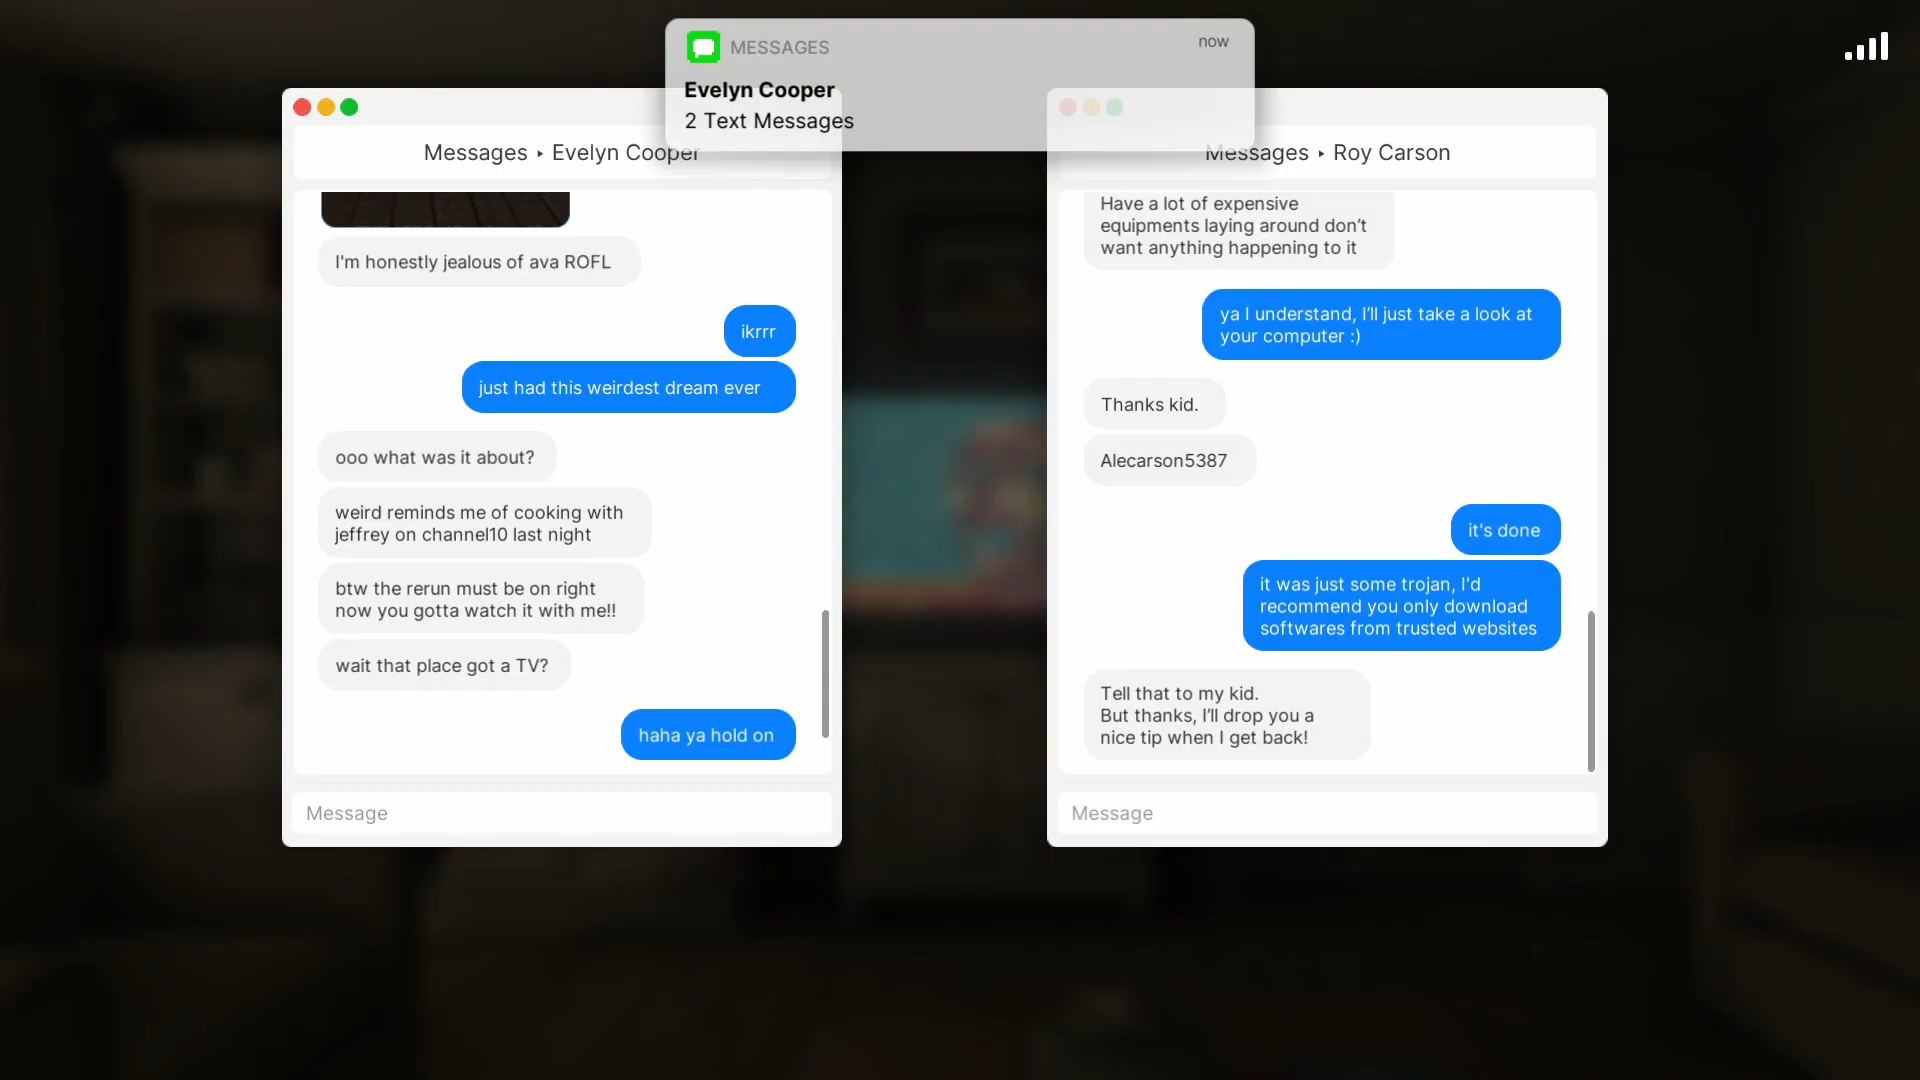 MESSAGES
now
Evelyn Cooper
2 Text Messages
Messages ▸ Evelyn Cooper
I'm honestly jealous of ava ROFL
ikrrr
just had this weirdest dream ever
ooo what was it about?
weird reminds me of cooking with
jeffrey on channel10 last night
btw the rerun must be on right
now you gotta watch it with me!!
wait that place got a TV?
haha ya hold on
Message
Messages ▸ Roy Carson
Have a lot of expensive
equipments laying around don’t
want anything happening to it
ya I understand, I’ll just take a look at
your computer :)
Thanks kid.
Alecarson5387
it's done
it was just some trojan, I'd
recommend you only download
softwares from trusted websites
Tell that to my kid.
But thanks, I’ll drop you a
nice tip when I get back!
Message